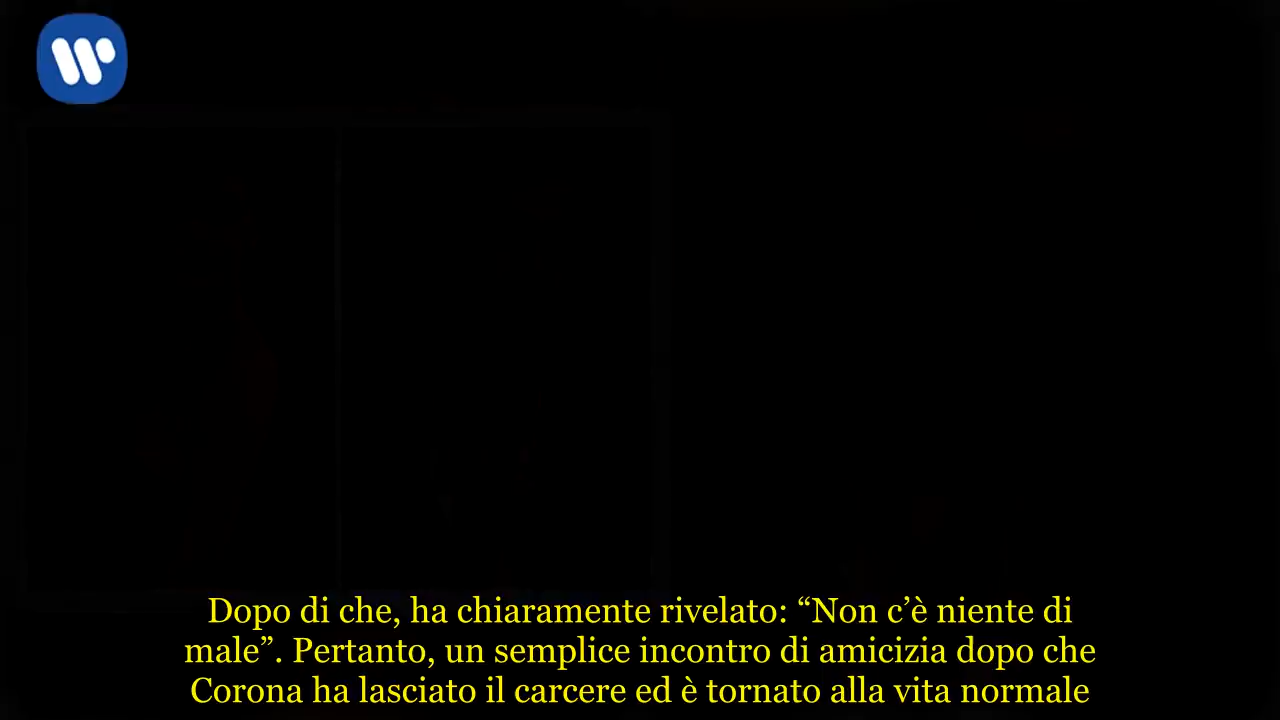 Dopo di che, ha chiaramente rivelato: “Non c’è niente di
male”. Pertanto, un semplice incontro di amicizia dopo che
Corona ha lasciato il carcere ed è tornato alla vita normale